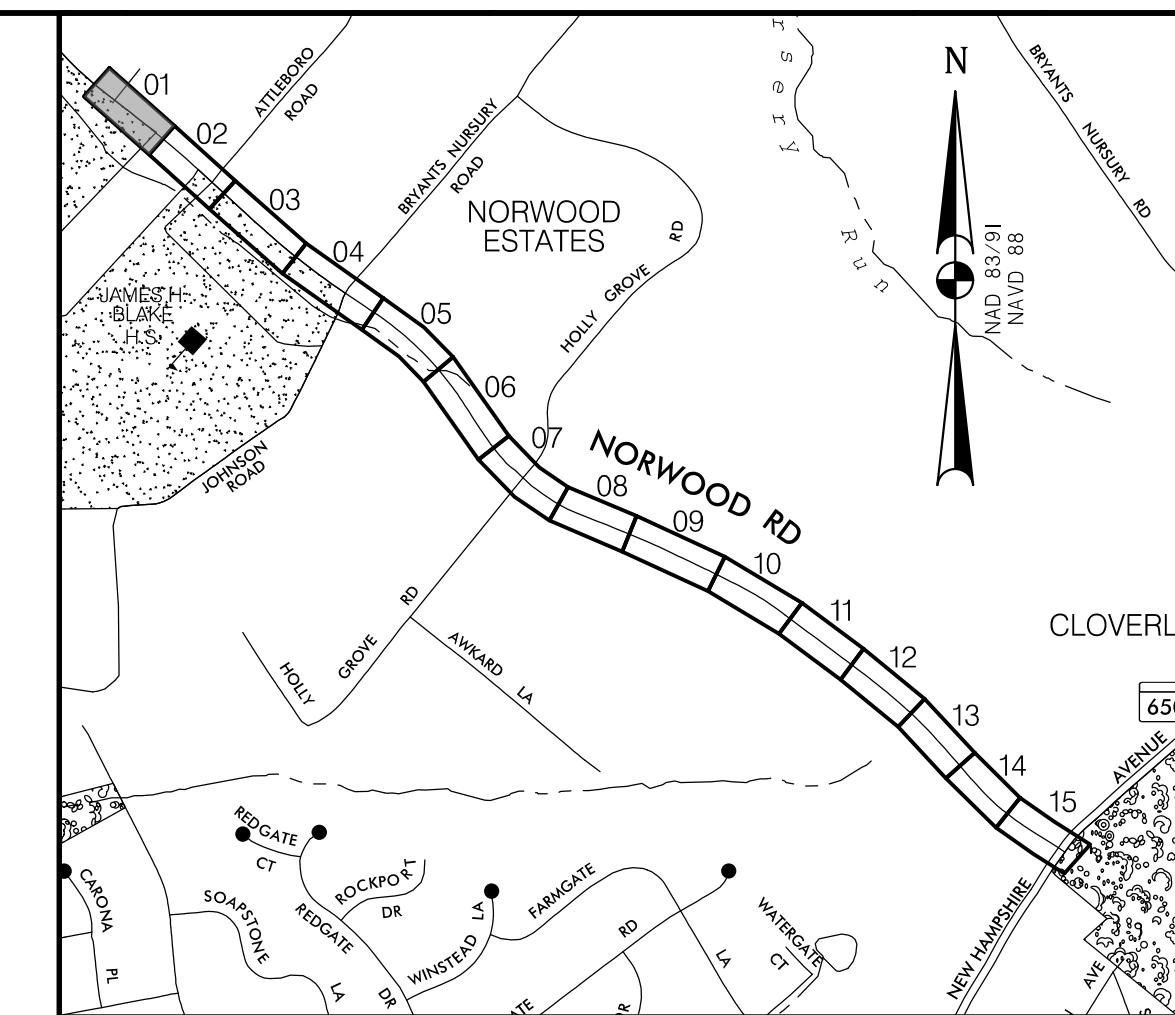 01
02
03
04
05
06
07
08
09
10
11
12
13
14
15
ATTLEBORO
ROAD
BRYANTS NURSURY
ROAD
NORWOOD
ESTATES
HOLLY GROVE RD
rsery
Run
N
NAD 83/91
NAVD 88
BRYANTS NURSURY RD
JAMES H.
BLAKE
H.S.
JOHNSON
ROAD
NORWOOD RD
CLOVERL
650
HOLLY GROVE RD
AWKARD LA
NEW HAMPSHIRE AVENUE
REDGATE
CT
ROCKPORT
DR
SOAPSTONE LA
REDGATE DR
CARONA PL
WINSTEAD LA
FARMGATE LA
RD
WATERGATE
CT
AVE